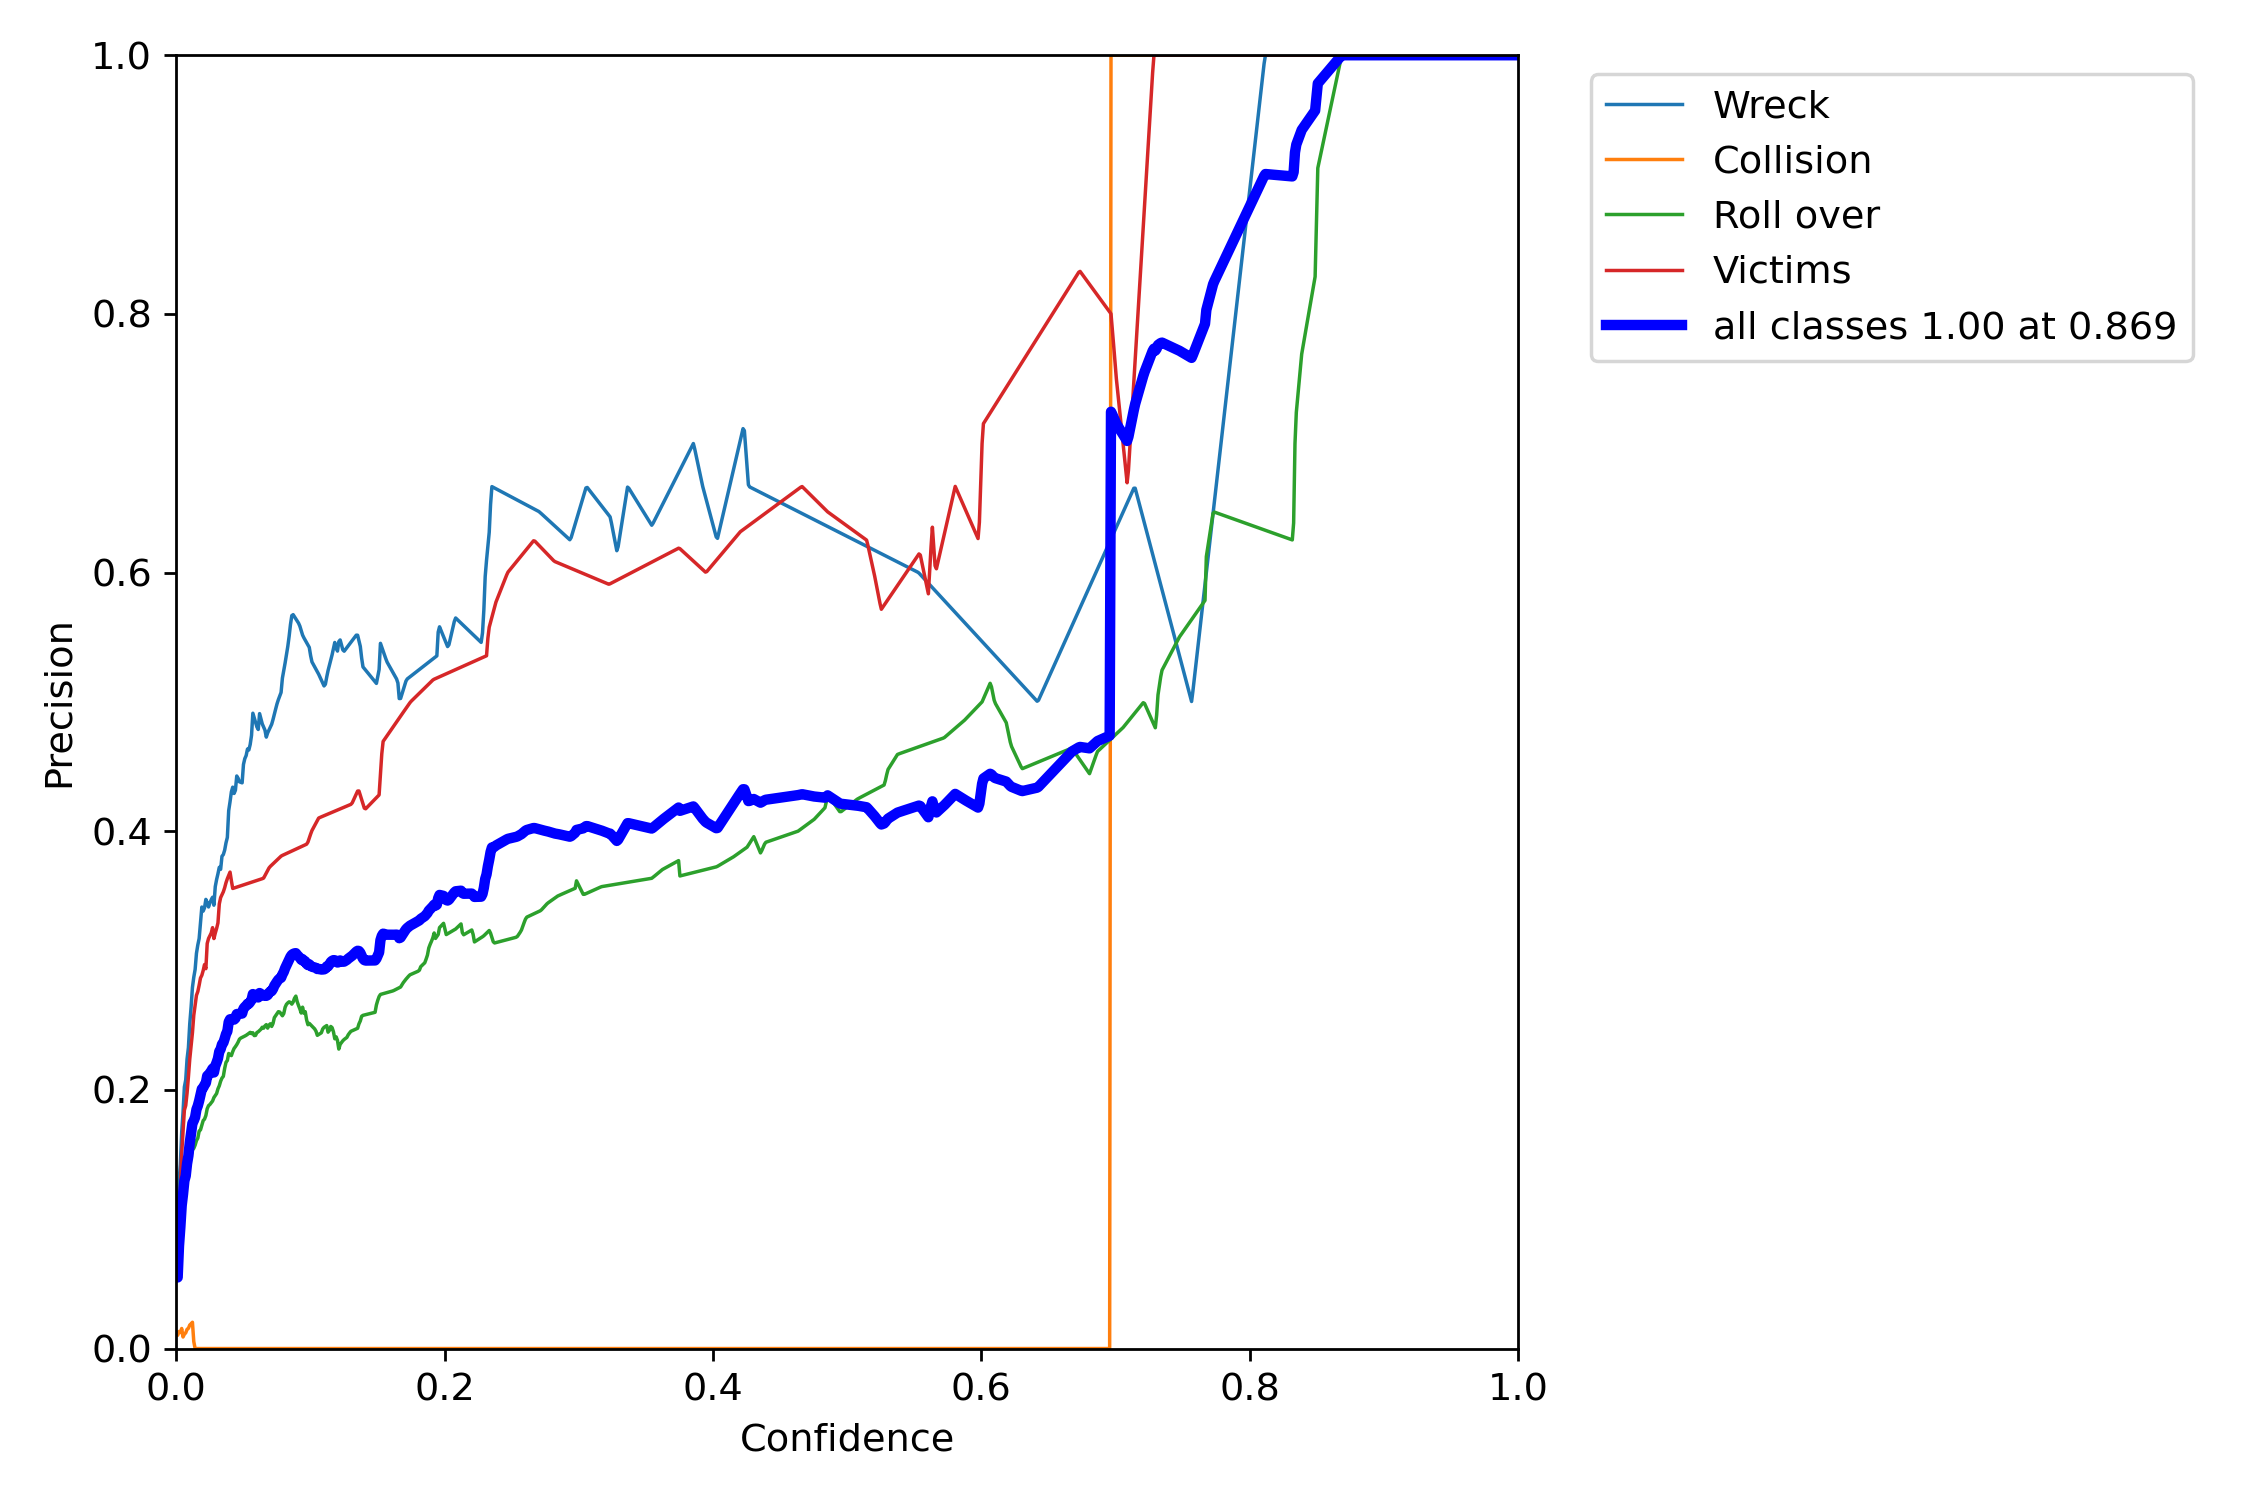 1.0
0.8
0.6
0.4
0.2
0.0
Precision
0.0 0.2 0.4 0.6 0.8 1.0
Confidence
Wreck
Collision
Roll over
Victims
all classes 1.00 at 0.869